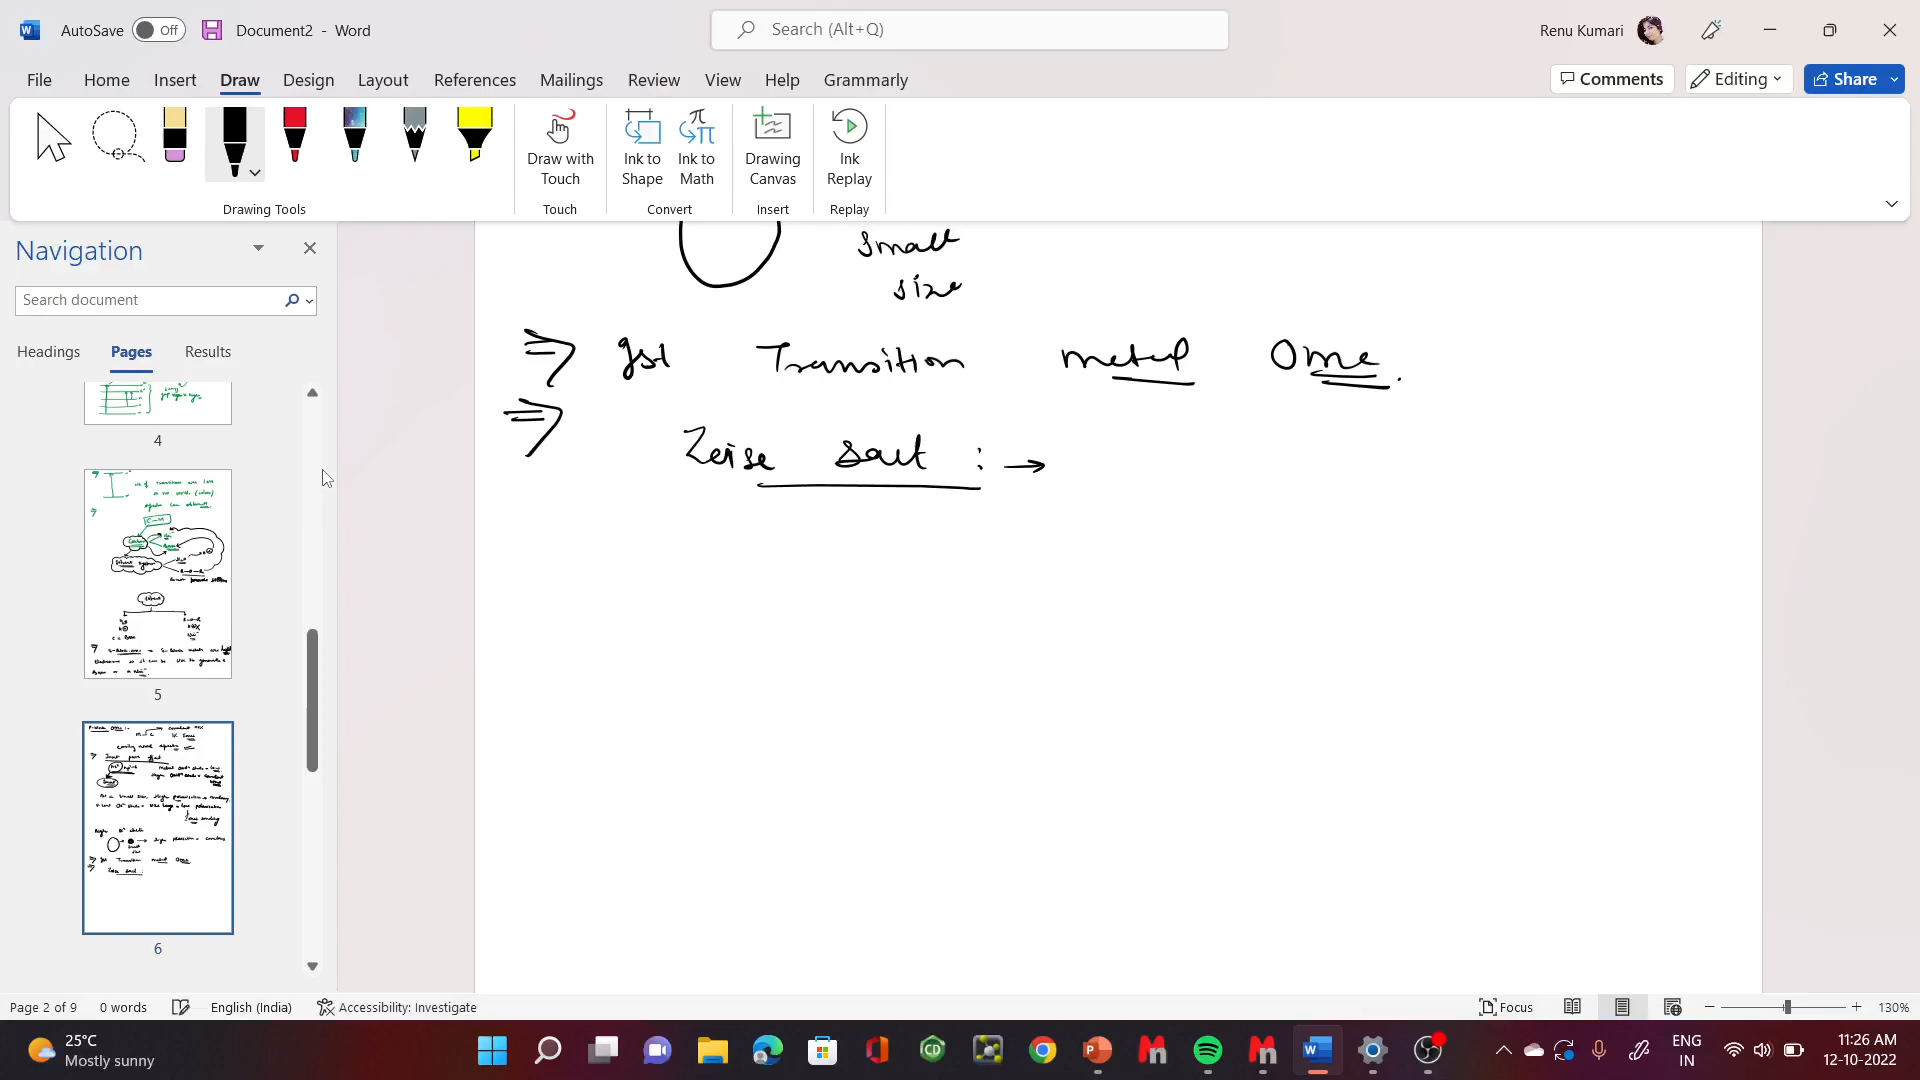 AutoSave Off Document2 - Word
Search (Alt+Q)
Renu Kumari
File Home Insert Draw Design Layout References Mailings Review View Help Grammarly
Comments Editing Share
Draw with Touch
Ink to Shape
Ink to Math
Drawing Canvas
Ink Replay
Drawing Tools Touch Convert Insert Replay
Navigation
Search document
Headings Pages Results
4
5
6
small
size
⇒ Ist Transition metal Ome.
⇒
Zeise Salt : →
Page 2 of 9 0 words English (India) Accessibility: Investigate
Focus 130%
25°C
Mostly sunny
ENG
IN
11:26 AM
12-10-2022